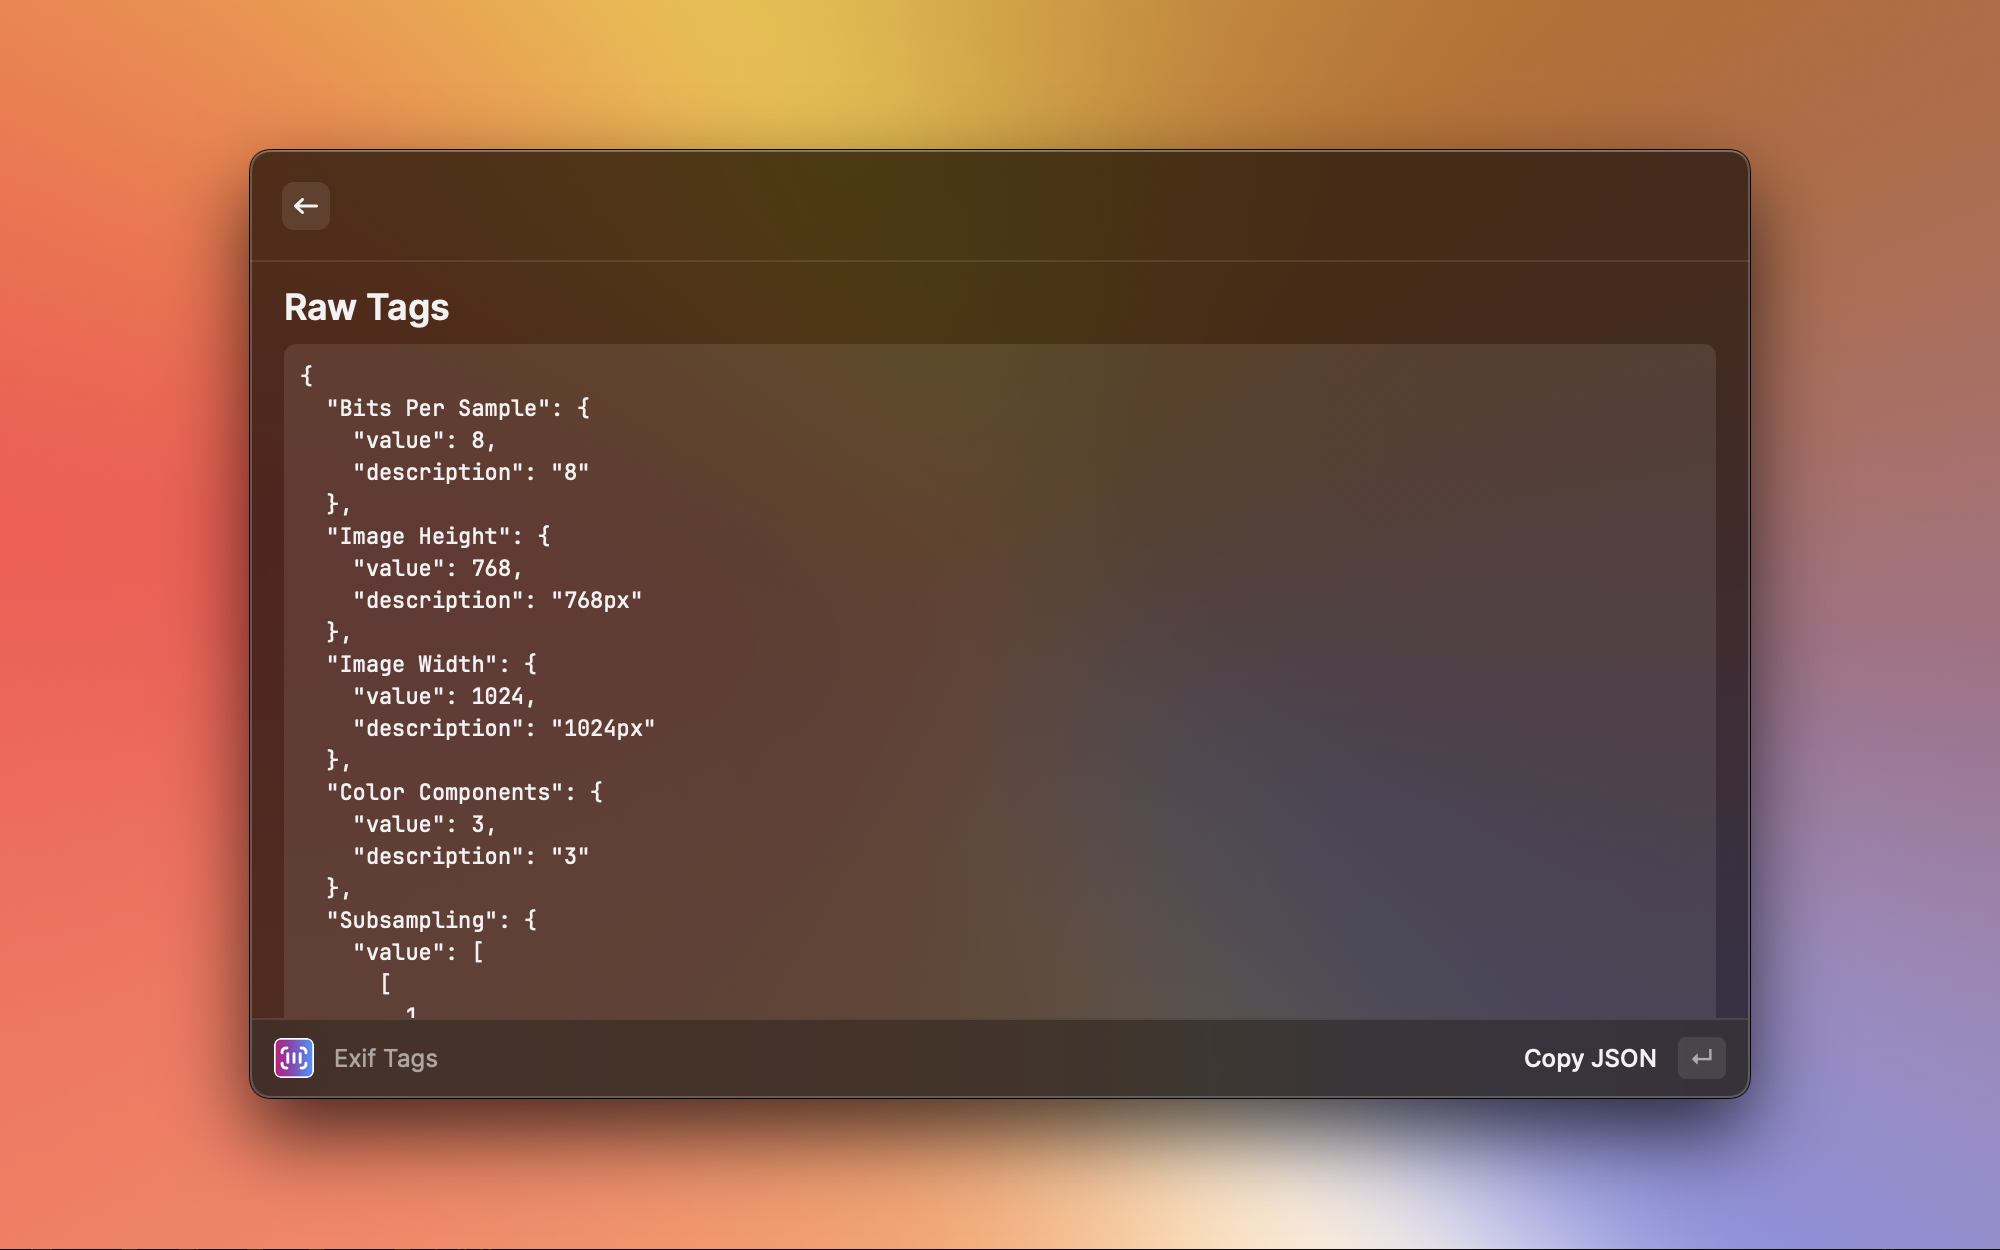 Raw Tags
{
  "Bits Per Sample": {
    "value": 8,
    "description": "8"
  },
  "Image Height": {
    "value": 768,
    "description": "768px"
  },
  "Image Width": {
    "value": 1024,
    "description": "1024px"
  },
  "Color Components": {
    "value": 3,
    "description": "3"
  },
  "Subsampling": {
    "value": [
      [
        1
Exif Tags
Copy JSON